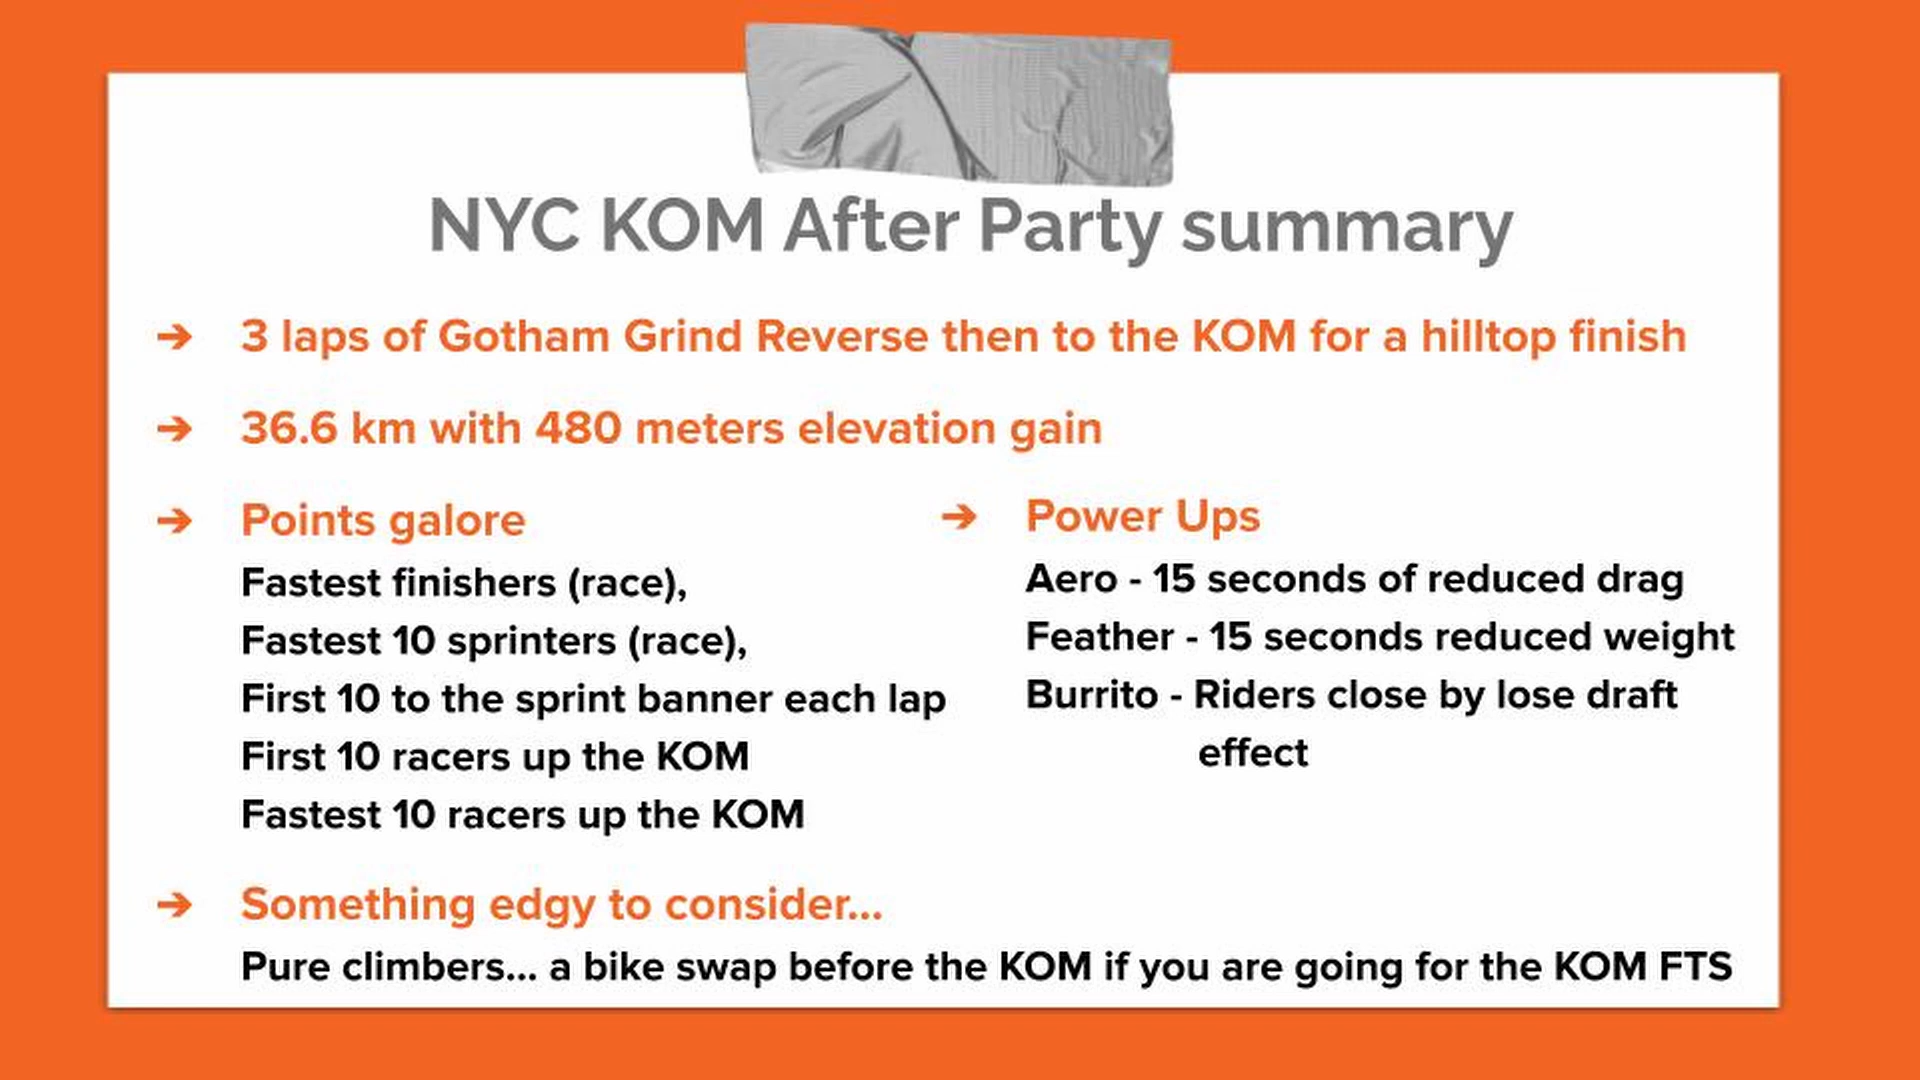 NYC KOM After Party summary
➔ 3 laps of Gotham Grind Reverse then to the KOM for a hilltop finish
➔ 36.6 km with 480 meters elevation gain
➔ Points galore
Fastest finishers (race),
Fastest 10 sprinters (race),
First 10 to the sprint banner each lap
First 10 racers up the KOM
Fastest 10 racers up the KOM
➔ Power Ups
Aero - 15 seconds of reduced drag
Feather - 15 seconds reduced weight
Burrito - Riders close by lose draft
effect
➔ Something edgy to consider...
Pure climbers... a bike swap before the KOM if you are going for the KOM FTS